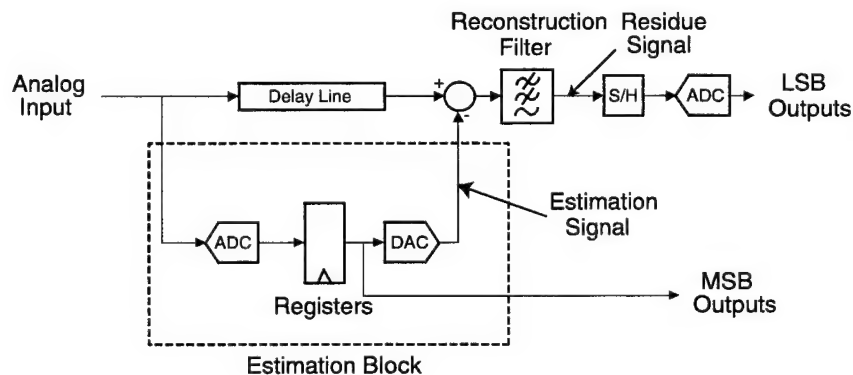 Reconstruction
Filter
Residue
Signal
Analog
Input
Delay Line
+
-
S/H
ADC
LSB
Outputs
Estimation
Signal
ADC
DAC
Registers
MSB
Outputs
Estimation Block